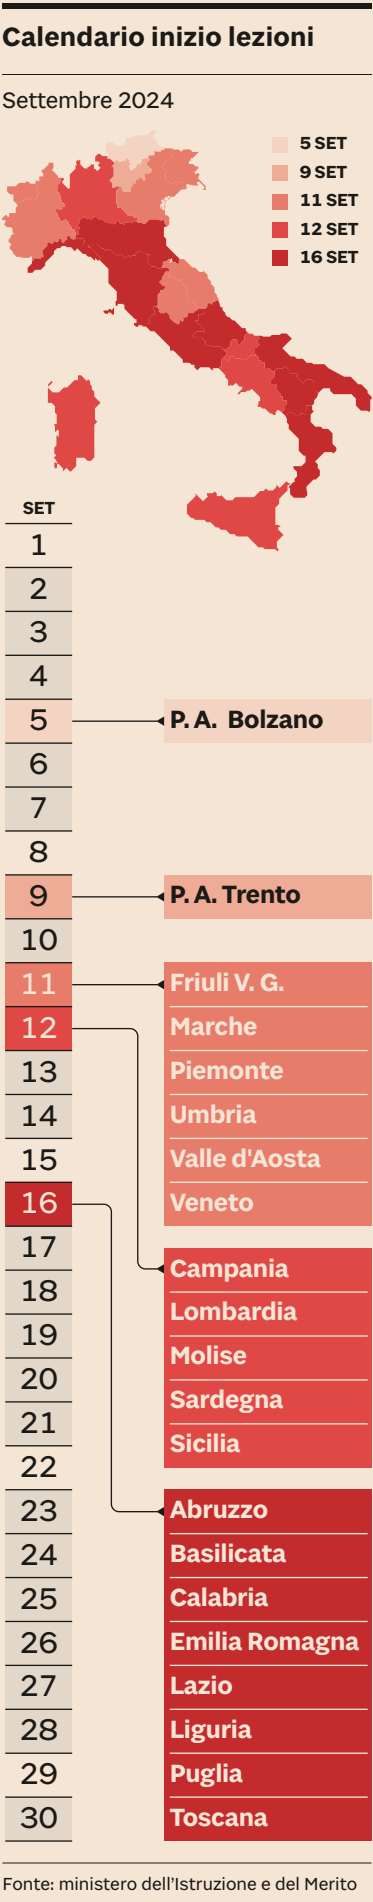 Calendario inizio lezioni
Settembre 2024
5 SET
9 SET
11 SET
12 SET
16 SET
SET
1
2
3
4
5 P. A. Bolzano
6
7
8
9 P. A. Trento
10
11 Friuli V. G.
12 Marche
13 Piemonte
14 Umbria
15 Valle d'Aosta
16 Veneto
17 Campania
18 Lombardia
19 Molise
20 Sardegna
21 Sicilia
22
23 Abruzzo
24 Basilicata
25 Calabria
26 Emilia Romagna
27 Lazio
28 Liguria
29 Puglia
30 Toscana
Fonte: ministero dell'Istruzione e del Merito